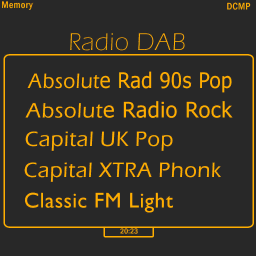 Memory DCMP
Radio DAB
Absolute Rad 90s Pop
Absolute Radio Rock
Capital UK Pop
Capital XTRA Phonk
Classic FM Light
20:23